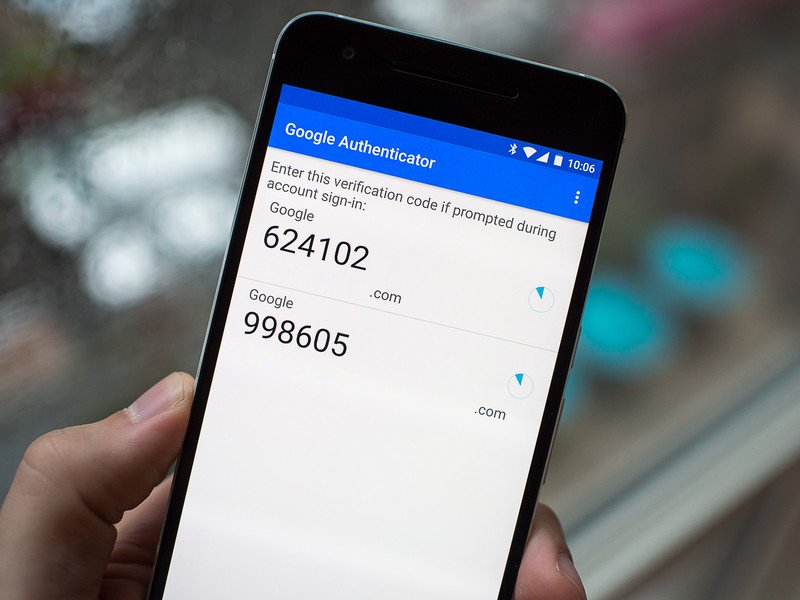 10:06
Google Authenticator
Enter this verification code if prompted during
account sign-in:
Google
624102
.com
Google
998605
.com